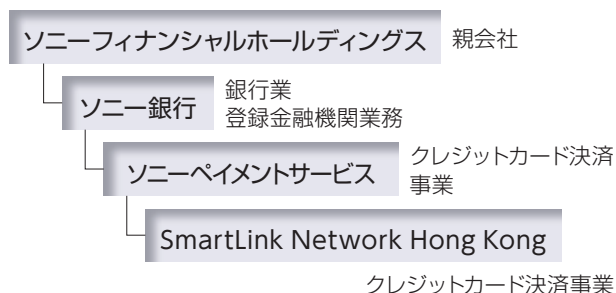 ソニーフィナンシャルホールディングス 親会社
ソニー銀行
銀行業
登録金融機関業務
ソニーペイメントサービス
クレジットカード決済
事業
SmartLink Network Hong Kong
クレジットカード決済事業